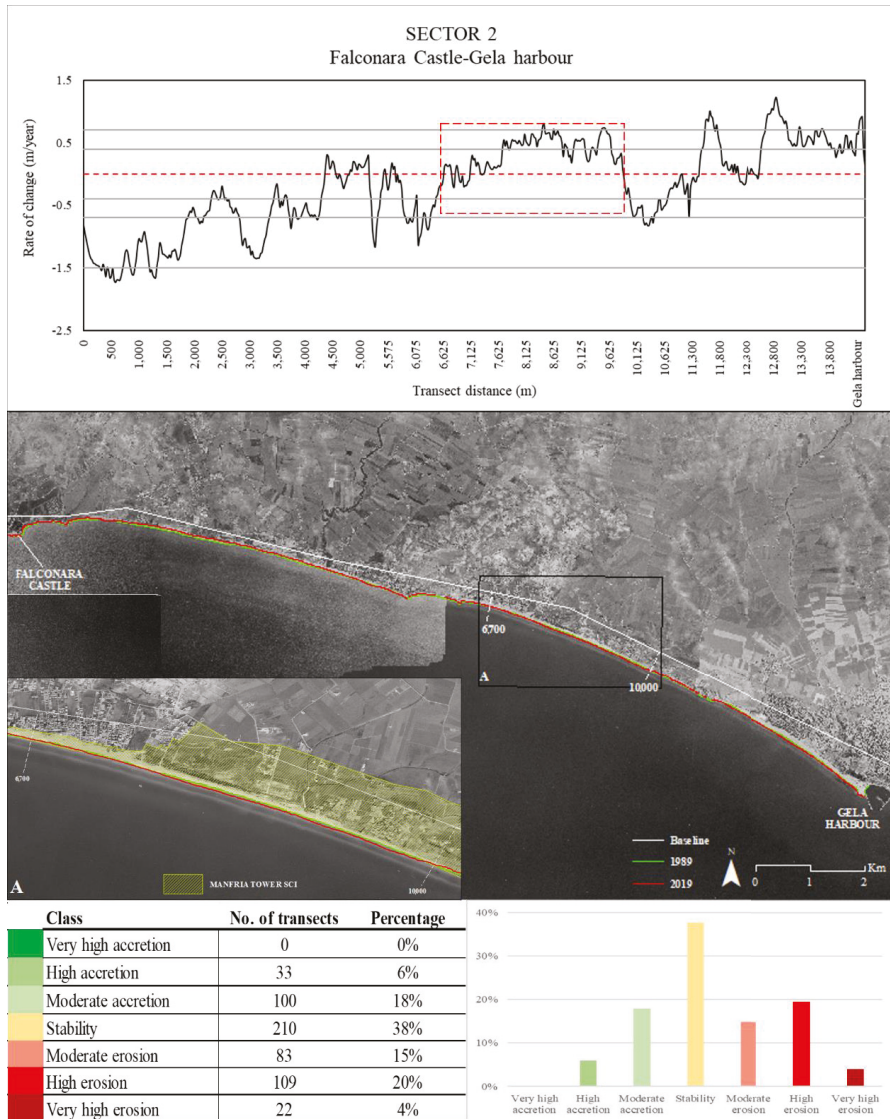 SECTOR 2
Falconara Castle-Gela harbour
Rate of change (m/year)
1.5
0.5
-0.5
-1.5
-2.5
0
500
1,000
1,500
2,000
2,500
3,000
3,500
4,000
4,500
5,000
5,575
6,075
6,625
7,125
7,625
8,125
8,625
9,125
9,625
10,125
10,625
11,300
11,800
12,300
12,800
13,300
13,800
Gela harbour
Transect distance (m)
FALCONARA
CASTLE
6,700
A
10,000
GELA
HARBOUR
Baseline
1989
2019
N
Km
0 1 2
6,700
10,000
MANFRIA TOWER SCI
A
Class No. of transects Percentage
Very high accretion 0 0%
High accretion 33 6%
Moderate accretion 100 18%
Stability 210 38%
Moderate erosion 83 15%
High erosion 109 20%
Very high erosion 22 4%
40%
30%
20%
10%
0%
Very high accretion
High accretion
Moderate accretion
Stability
Moderate erosion
High erosion
Very high erosion